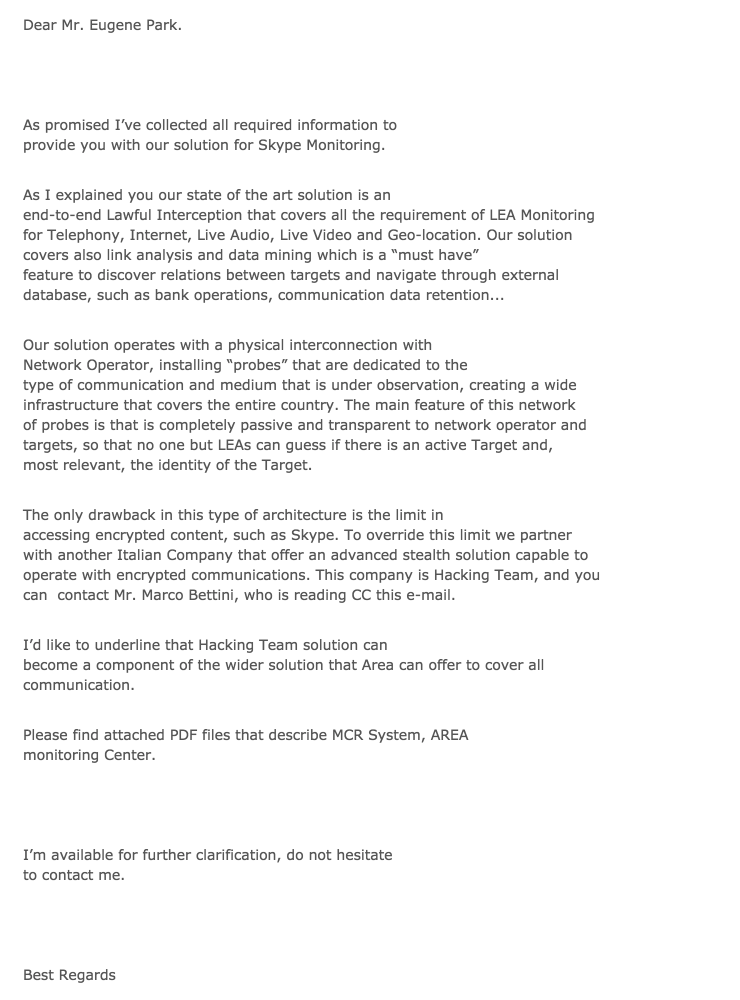 Dear Mr. Eugene Park.
As promised I’ve collected all required information to
provide you with our solution for Skype Monitoring.
As I explained you our state of the art solution is an
end-to-end Lawful Interception that covers all the requirement of LEA Monitoring
for Telephony, Internet, Live Audio, Live Video and Geo-location. Our solution
covers also link analysis and data mining which is a “must have”
feature to discover relations between targets and navigate through external
database, such as bank operations, communication data retention...
Our solution operates with a physical interconnection with
Network Operator, installing “probes” that are dedicated to the
type of communication and medium that is under observation, creating a wide
infrastructure that covers the entire country. The main feature of this network
of probes is that is completely passive and transparent to network operator and
targets, so that no one but LEAs can guess if there is an active Target and,
most relevant, the identity of the Target.
The only drawback in this type of architecture is the limit in
accessing encrypted content, such as Skype. To override this limit we partner
with another Italian Company that offer an advanced stealth solution capable to
operate with encrypted communications. This company is Hacking Team, and you
can  contact Mr. Marco Bettini, who is reading CC this e-mail.
I’d like to underline that Hacking Team solution can
become a component of the wider solution that Area can offer to cover all
communication.
Please find attached PDF files that describe MCR System, AREA
monitoring Center.
I’m available for further clarification, do not hesitate
to contact me.
Best Regards